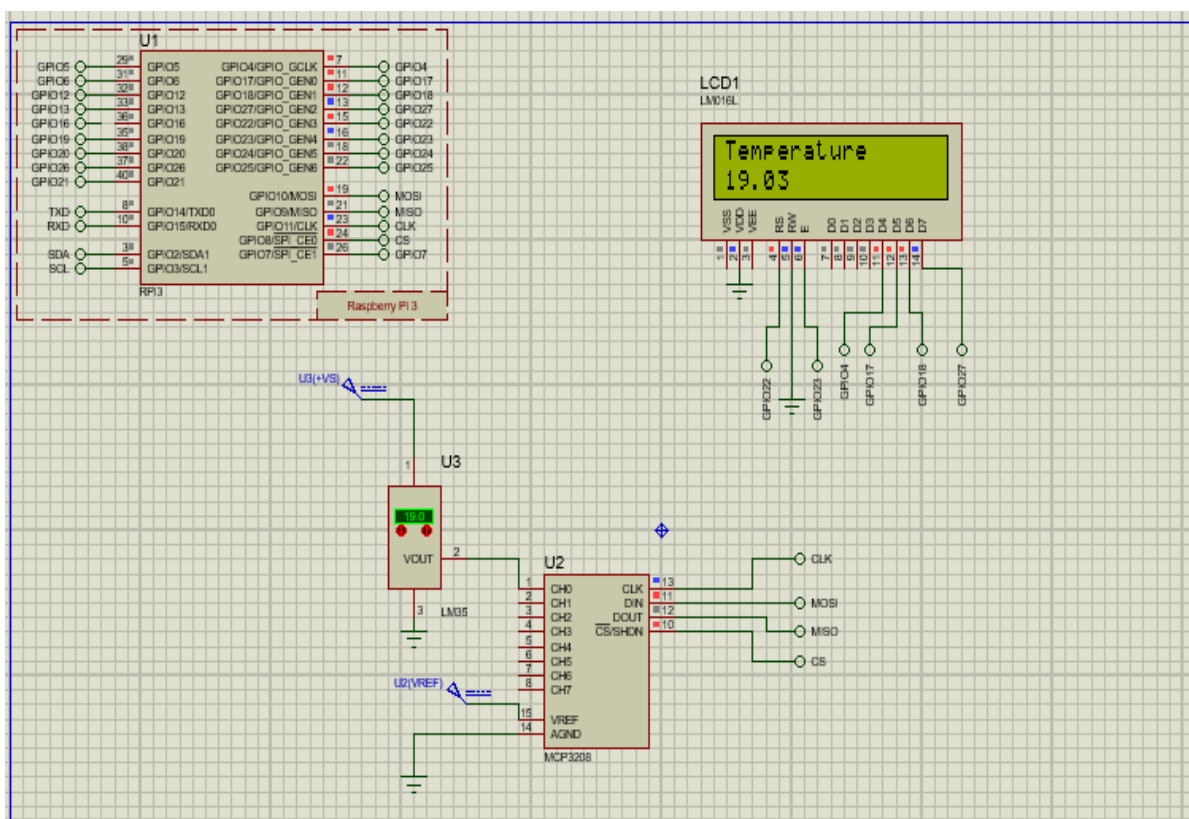 U1
GPIO5 29 GPIO5 GPIO4/GPIO_GCLK 7 GPIO4
GPIO6 31 GPIO6 GPIO17/GPIO_GEN0 11 GPIO17
GPIO12 32 GPIO12 GPIO18/GPIO_GEN1 12 GPIO18
GPIO13 33 GPIO13 GPIO27/GPIO_GEN2 13 GPIO27
GPIO16 36 GPIO16 GPIO22/GPIO_GEN3 15 GPIO22
GPIO19 35 GPIO19 GPIO23/GPIO_GEN4 16 GPIO23
GPIO20 38 GPIO20 GPIO24/GPIO_GEN5 18 GPIO24
GPIO26 37 GPIO26 GPIO25/GPIO_GEN6 22 GPIO25
GPIO21 40 GPIO21
GPIO10/MOSI 19 MOSI
TXD 8 GPIO14/TXD0 GPIO9/MISO 21 MISO
RXD 10 GPIO15/RXD0 GPIO11/CLK 23 CLK
GPIO8/SPI_CE0 24 CS
SDA 3 GPIO2/SDA1 GPIO7/SPI_CE1 26 GPIO7
SCL 5 GPIO3/SCL1
RPI3
Raspberry PI 3
LCD1
LM016L
Temperature
19.03
VSS VDD VEE RS RW E D0 D1 D2 D3 D4 D5 D6 D7
1 2 3 4 5 6 7 8 9 10 11 12 13 14
GPIO22 GPIO23 GPIO4 GPIO17 GPIO18 GPIO27
U3(+VS)
1
U3
19.0
VOUT 2
3 LM35
U2
1 CH0 CLK 13 CLK
2 CH1 DIN 11 MOSI
3 CH2 DOUT 12 MISO
4 CH3 CS/SHDN 10 CS
5 CH4
6 CH5
7 CH6
8 CH7
U2(VREF)
15 VREF
14 AGND
MCP3208